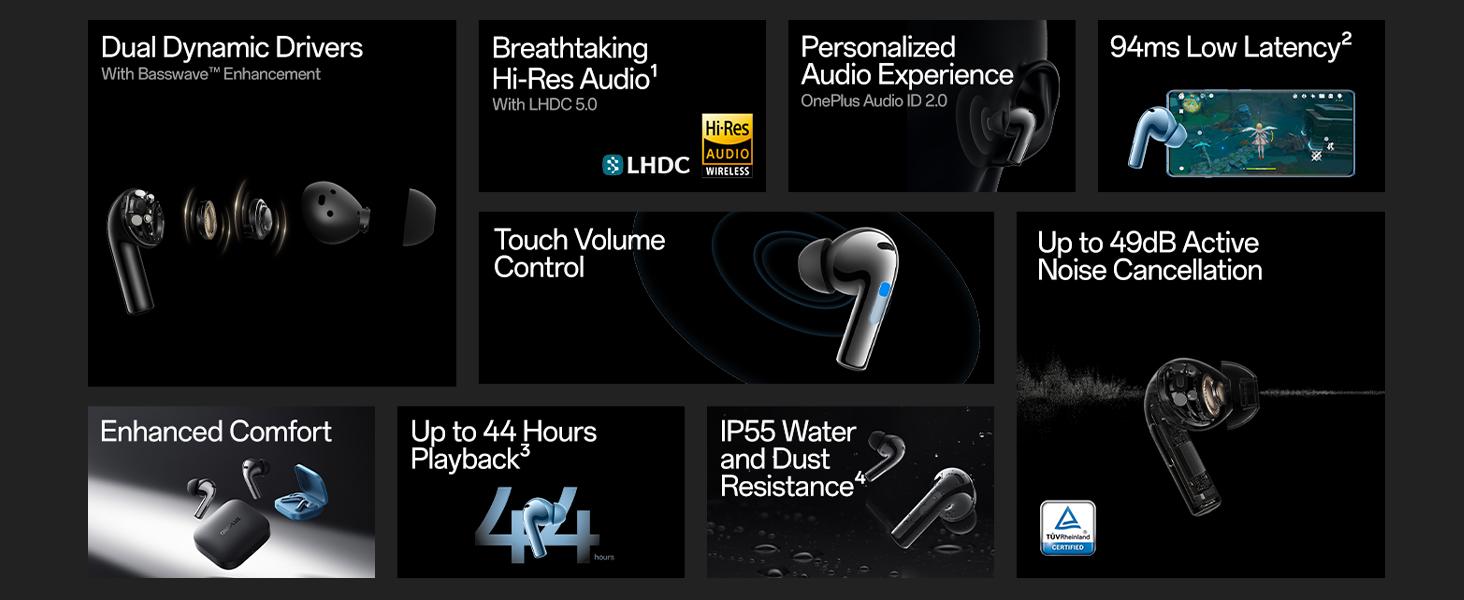 Dual Dynamic Drivers
With Basswave™ Enhancement
Breathtaking
Hi-Res Audio¹
With LHDC 5.0
LHDC
Hi-Res
AUDIO
WIRELESS
Personalized
Audio Experience
OnePlus Audio ID 2.0
94ms Low Latency²
Touch Volume
Control
Up to 49dB Active
Noise Cancellation
TÜVRheinland®
CERTIFIED
Enhanced Comfort
ONEPLUS
Up to 44 Hours
Playback³
44
hours
IP55 Water
and Dust
Resistance⁴